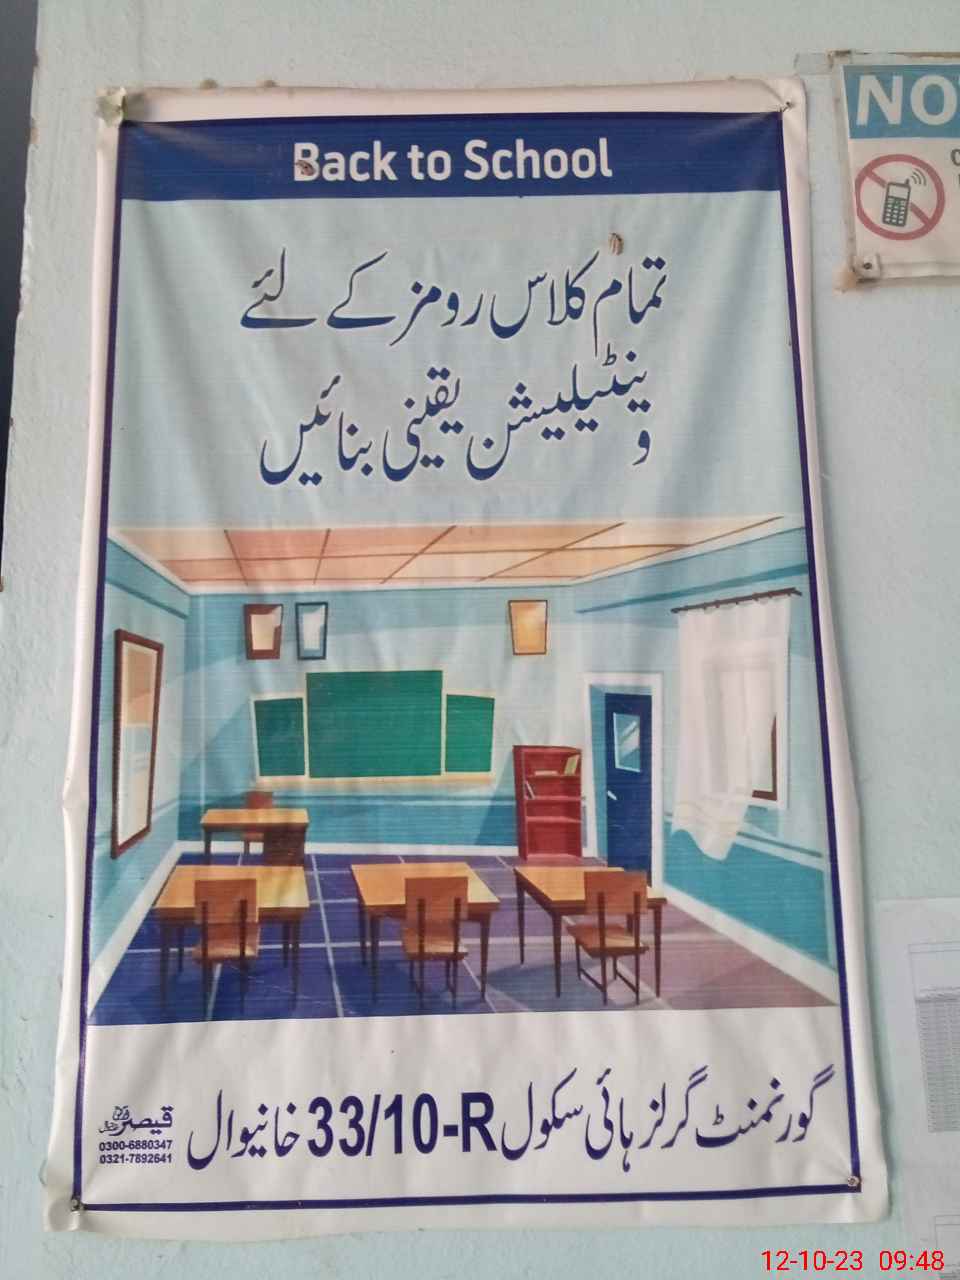 Back to School
تمام کلاس رومز کے لئے
وینٹیلیشن یقینی بنائیں
گورنمنٹ گرلز ہائی سکول 33/10-R خانیوال
قیصر
0300-6880347
0321-7892641
NO
12-10-23 09:48